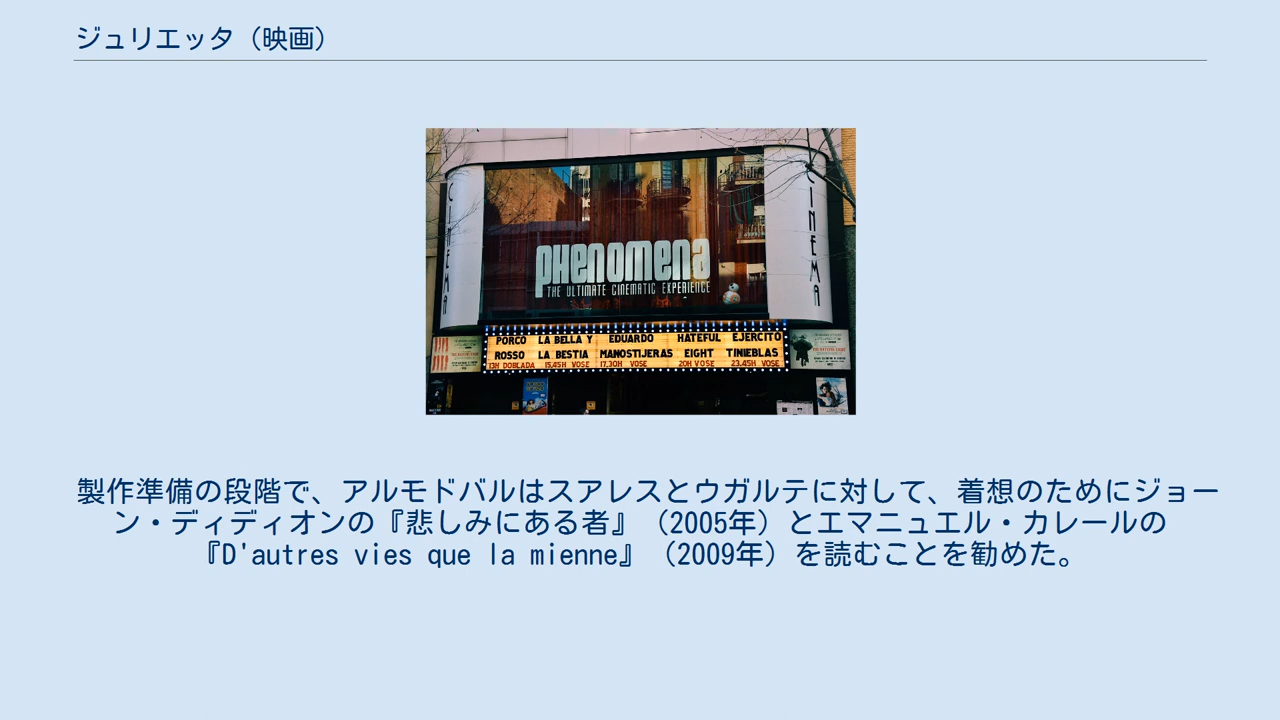 ジュリエッタ（映画）
CINEMA
CINEMA
phenomena
THE ULTIMATE CINEMATIC EXPERIENCE
PORCO LA BELLA Y EDUARDO HATEFUL EJERCITO
ROSSO LA BESTIA MANOSTIJERAS EIGHT TINIEBLAS
13H DOBLADA 15.45H VOSE 17.30H VOSE 20H VOSE 23.45H VOSE
製作準備の段階で、アルモドバルはスアレスとウガルテに対して、着想のためにジョー
ン・ディディオンの『悲しみにある者』（2005年）とエマニュエル・カレールの
『D'autres vies que la mienne』（2009年）を読むことを勧めた。